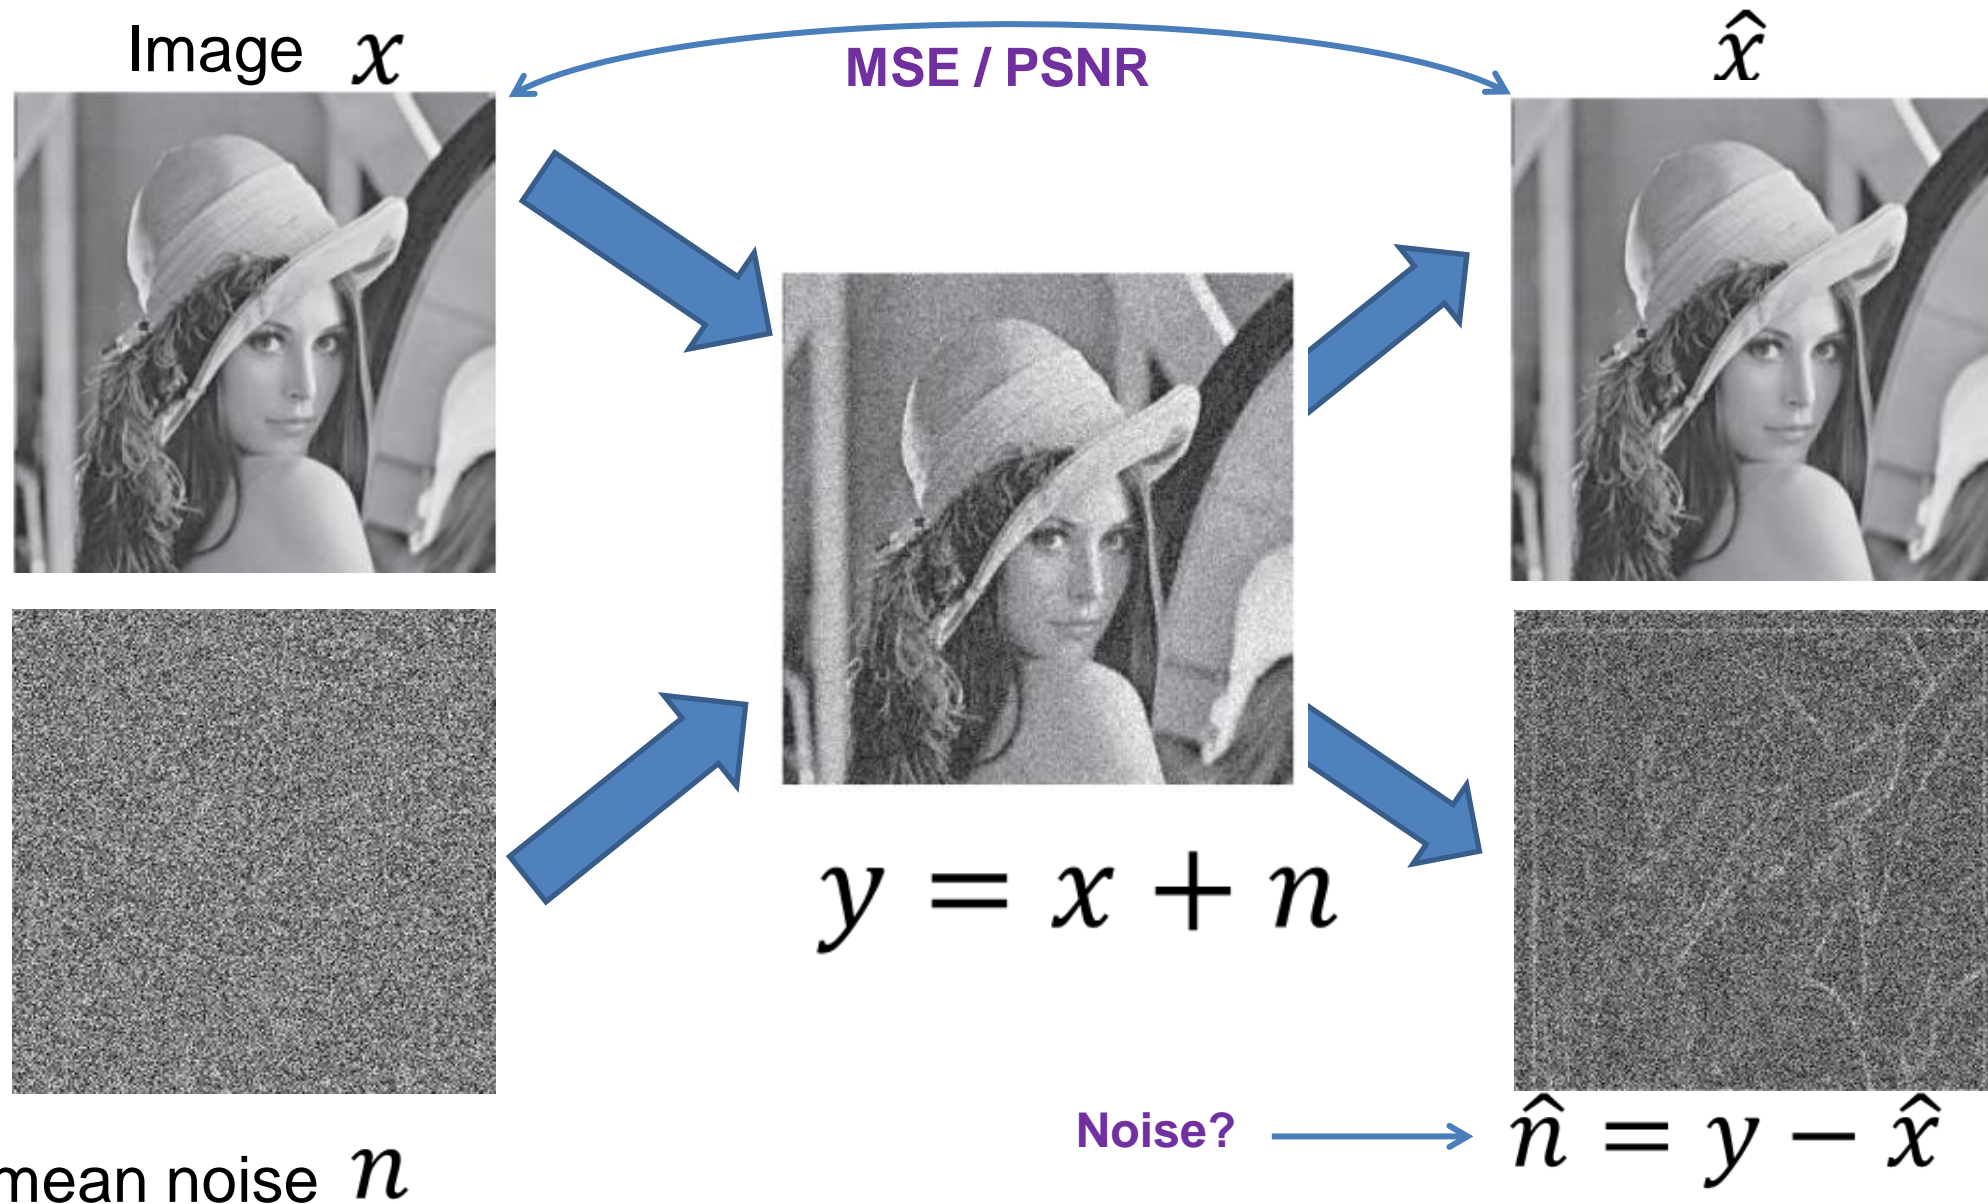 Image x
MSE / PSNR
x̂
y = x + n
Noise?
n̂ = y − x̂
mean noise n